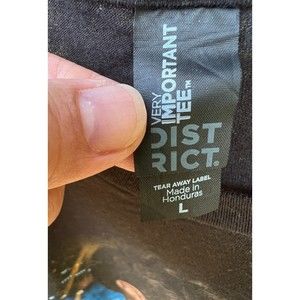 VERY
IMPORTANT
TEE™
DIST
RICT®
TEAR AWAY LABEL
Made in
Honduras
L